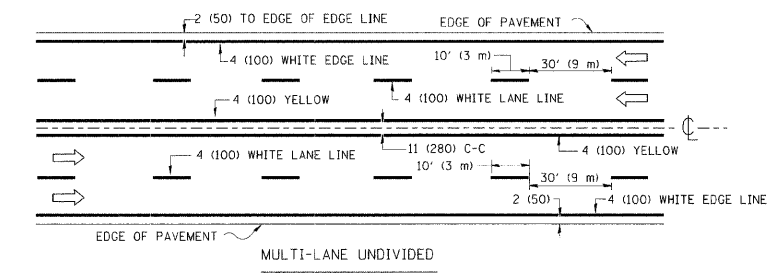 2 (50) TO EDGE OF EDGE LINE
EDGE OF PAVEMENT
4 (100) WHITE EDGE LINE
10' (3 m)
30' (9 m)
4 (100) YELLOW
4 (100) WHITE LANE LINE
℄
4 (100) WHITE LANE LINE
11 (280) C-C
4 (100) YELLOW
10' (3 m)
30' (9 m)
2 (50)
4 (100) WHITE EDGE LINE
EDGE OF PAVEMENT
MULTI-LANE UNDIVIDED